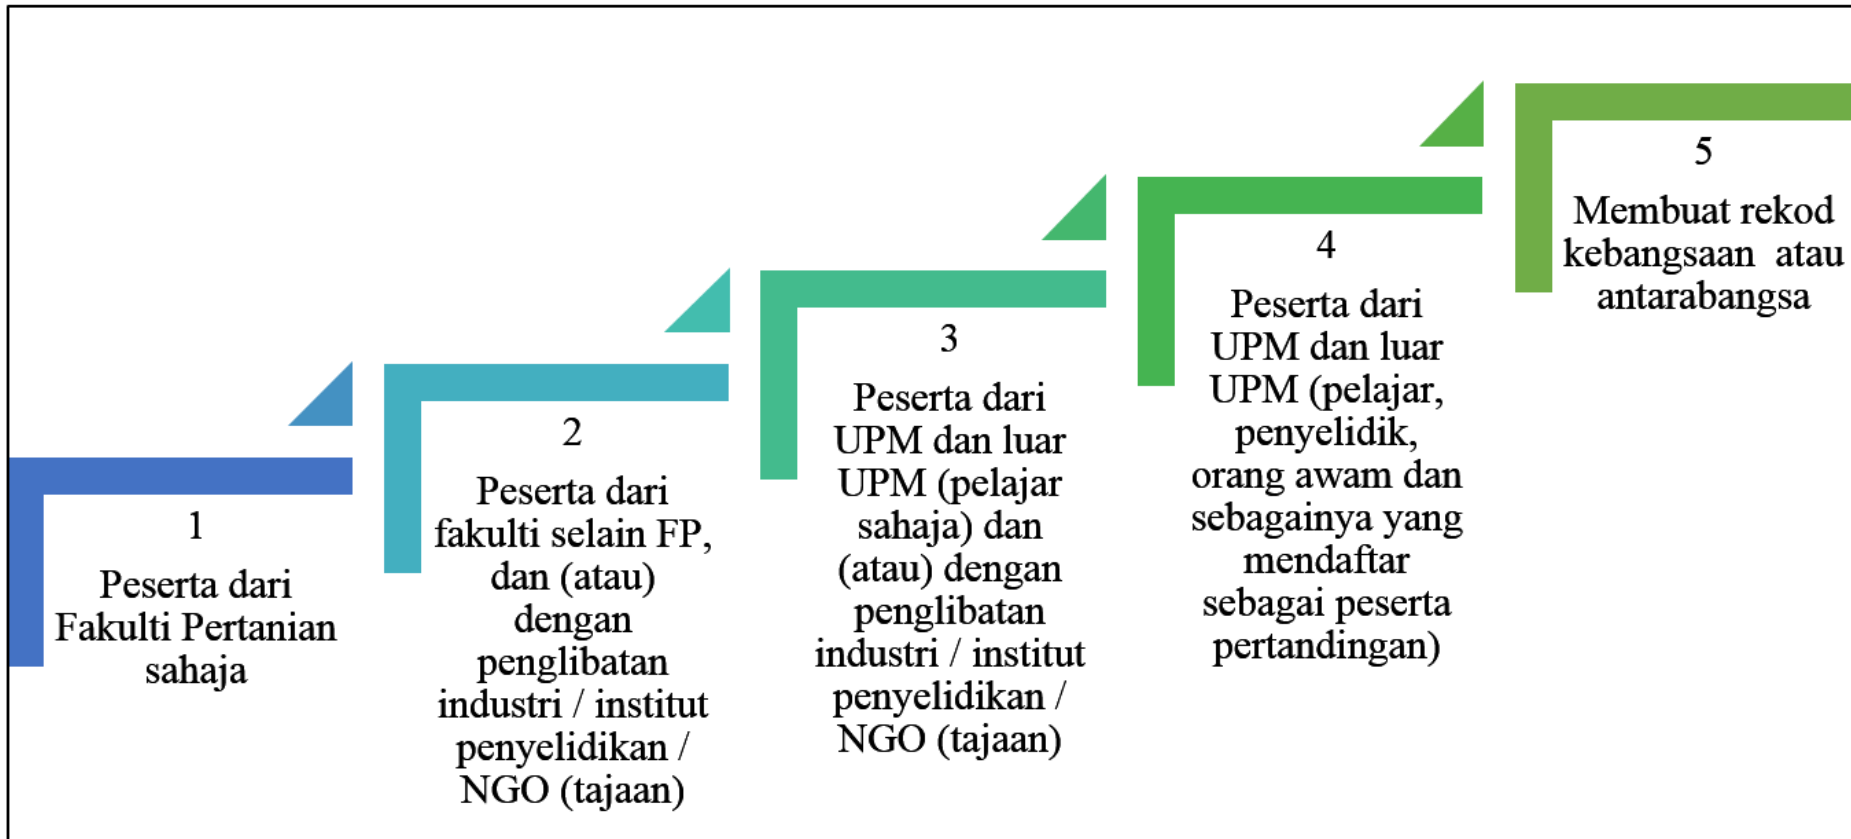 1
Peserta dari
Fakulti Pertanian
sahaja
2
Peserta dari
fakulti selain FP,
dan (atau)
dengan
penglibatan
industri / institut
penyelidikan /
NGO (tajaan)
3
Peserta dari
UPM dan luar
UPM (pelajar
sahaja) dan
(atau) dengan
penglibatan
industri / institut
penyelidikan /
NGO (tajaan)
4
Peserta dari
UPM dan luar
UPM (pelajar,
penyelidik,
orang awam dan
sebagainya yang
mendaftar
sebagai peserta
pertandingan)
5
Membuat rekod
kebangsaan  atau
antarabangsa